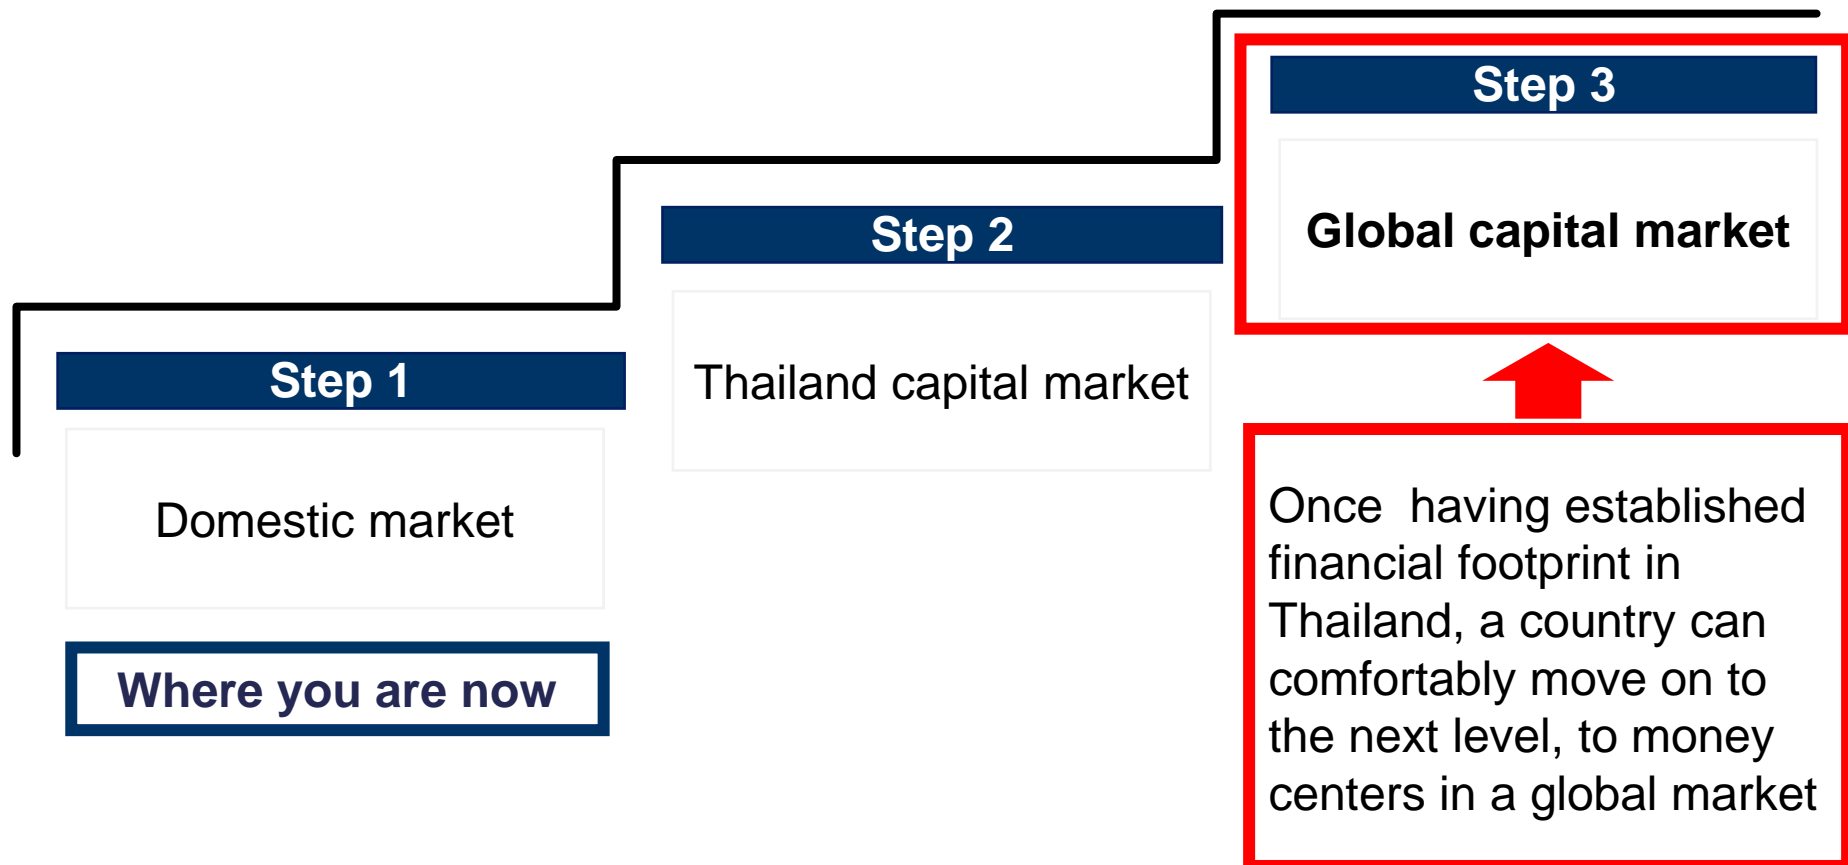 Step 1
Domestic market
Where you are now
Step 2
Thailand capital market
Step 3
Global capital market
Once  having established
financial footprint in
Thailand, a country can
comfortably move on to
the next level, to money
centers in a global market